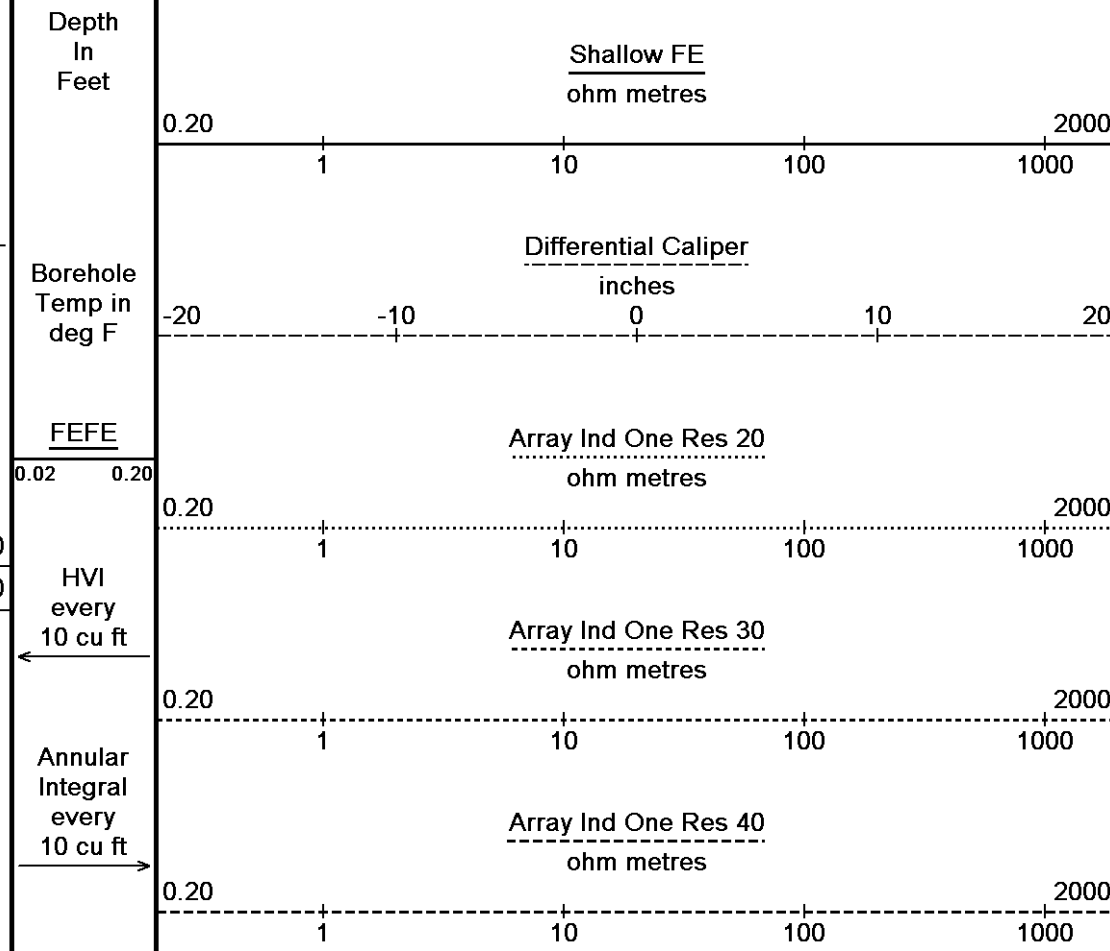 Depth
In
Feet
Borehole
Temp in
deg F
FEFE
0.02 0.20
HVI
every
10 cu ft
Annular
Integral
every
10 cu ft
Shallow FE
ohm metres
0.20 2000
1 10 100 1000
Differential Caliper
inches
-20 -10 0 10 20
Array Ind One Res 20
ohm metres
0.20 2000
1 10 100 1000
Array Ind One Res 30
ohm metres
0.20 2000
1 10 100 1000
Array Ind One Res 40
ohm metres
0.20 2000
1 10 100 1000